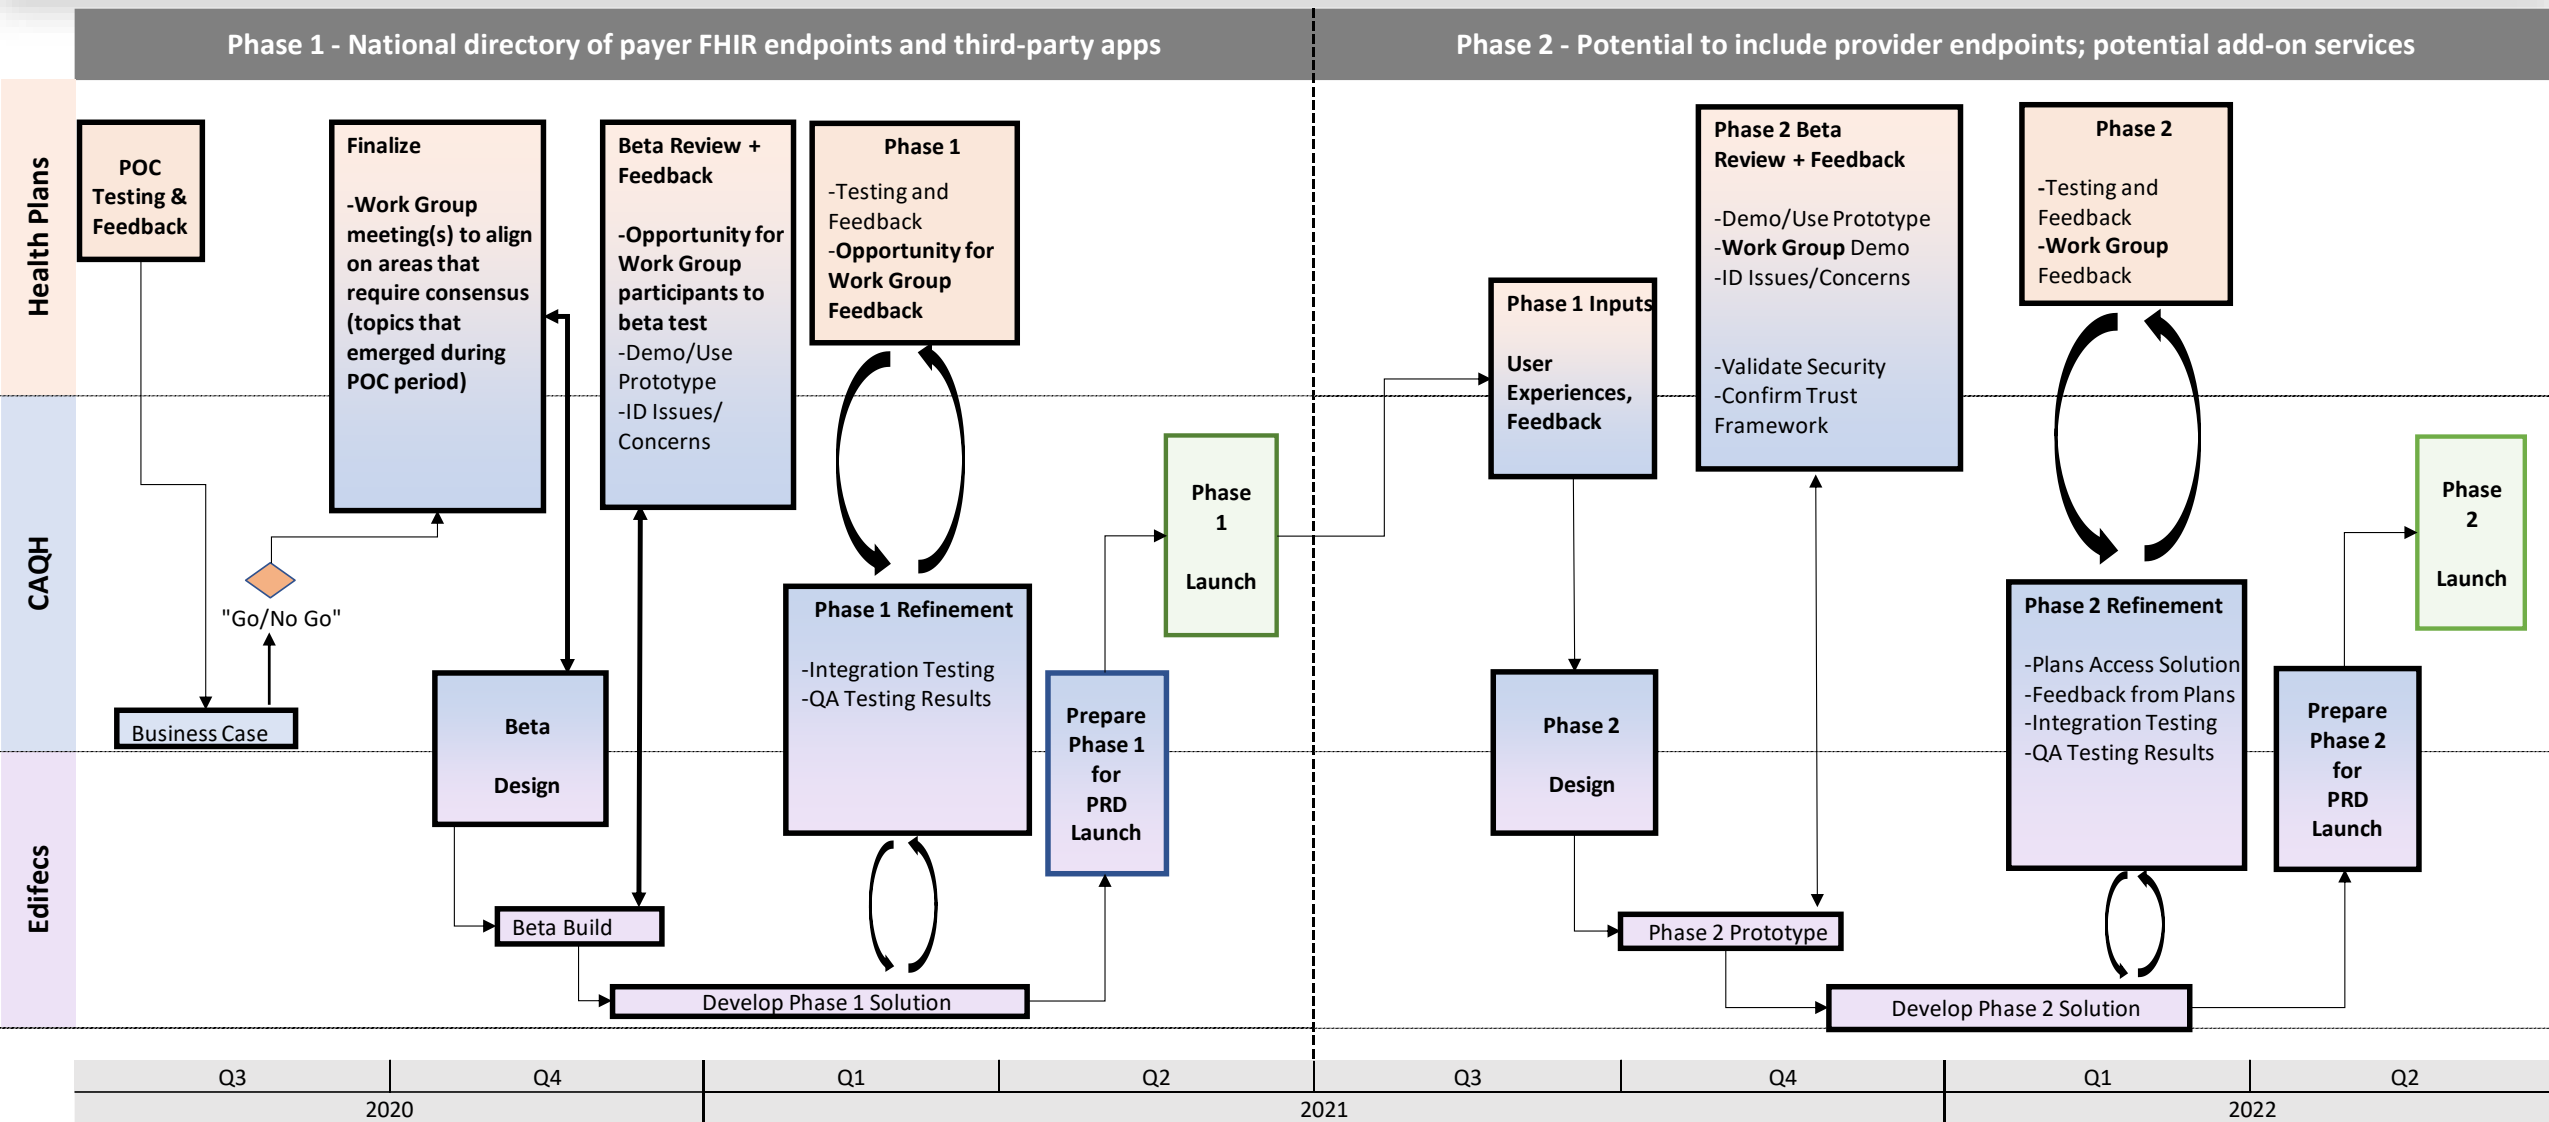 Phase 1 - National directory of payer FHIR endpoints and third-party apps
Phase 2 - Potential to include provider endpoints; potential add-on services
Health Plans
POC
Testing &
Feedback
Finalize
-Work Group
meeting(s) to align
on areas that
require consensus
(topics that
emerged during
POC period)
Beta Review +
Feedback
-Opportunity for
Work Group
participants to
beta test
-Demo/Use
Prototype
-ID Issues/
Concerns
Phase 1
-Testing and
Feedback
-Opportunity for
Work Group
Feedback
Phase 1 Inputs
User
Experiences,
Feedback
Phase 2 Beta
Review + Feedback
-Demo/Use Prototype
-Work Group Demo
-ID Issues/Concerns
-Validate Security
-Confirm Trust
Framework
Phase 2
-Testing and
Feedback
-Work Group
Feedback
CAQH
"Go/No Go"
Business Case
Beta
Design
Phase 1 Refinement
-Integration Testing
-QA Testing Results
Prepare
Phase 1
for
PRD
Launch
Phase
1
Launch
Phase 2
Design
Phase 2 Refinement
-Plans Access Solution
-Feedback from Plans
-Integration Testing
-QA Testing Results
Prepare
Phase 2
for
PRD
Launch
Phase
2
Launch
Edifecs
Beta Build
Develop Phase 1 Solution
Phase 2 Prototype
Develop Phase 2 Solution
Q3
Q4
Q1
Q2
Q3
Q4
Q1
Q2
2020
2021
2022